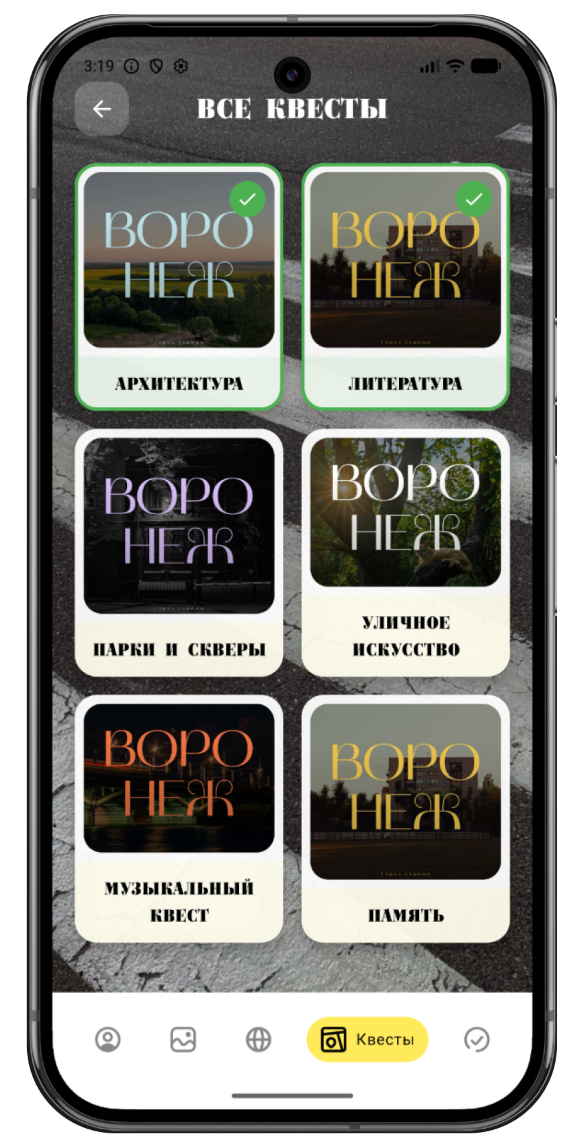 3:19
ВСЕ КВЕСТЫ
ВОРО
НЕЖ
АРХИТЕКТУРА
ВОРО
НЕЖ
ЛИТЕРАТУРА
ВОРО
НЕЖ
ПАРКИ И СКВЕРЫ
ВОРО
НЕЖ
УЛИЧНОЕ
ИСКУССТВО
ВОРО
НЕЖ
МУЗЫКАЛЬНЫЙ
КВЕСТ
ВОРО
НЕЖ
ПАМЯТЬ
Квесты